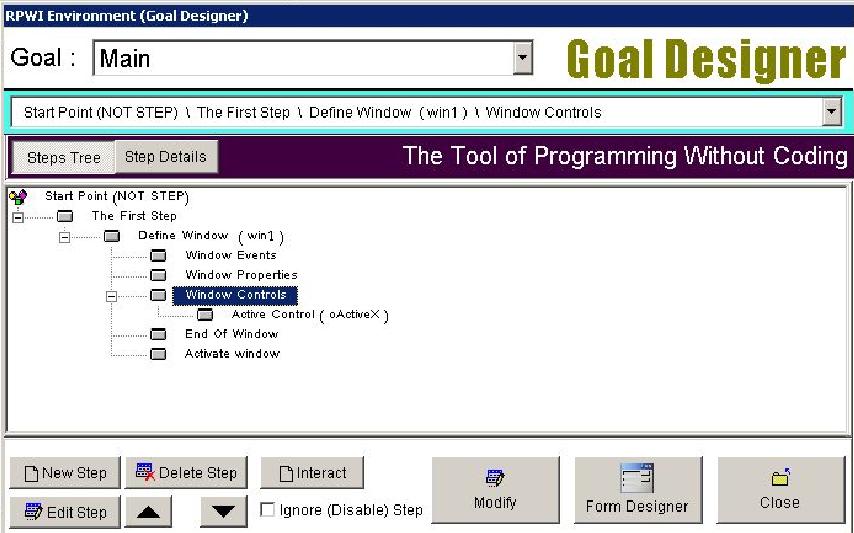 RPWI Environment (Goal Designer)
Goal : Main
Goal Designer
Start Point (NOT STEP) \ The First Step \ Define Window ( win1 ) \ Window Controls
Steps Tree Step Details The Tool of Programming Without Coding
Start Point (NOT STEP)
The First Step
Define Window ( win1 )
Window Events
Window Properties
Window Controls
Active Control ( oActiveX )
End Of Window
Activate window
New Step Delete Step Interact
Edit Step Ignore (Disable) Step
Modify Form Designer Close